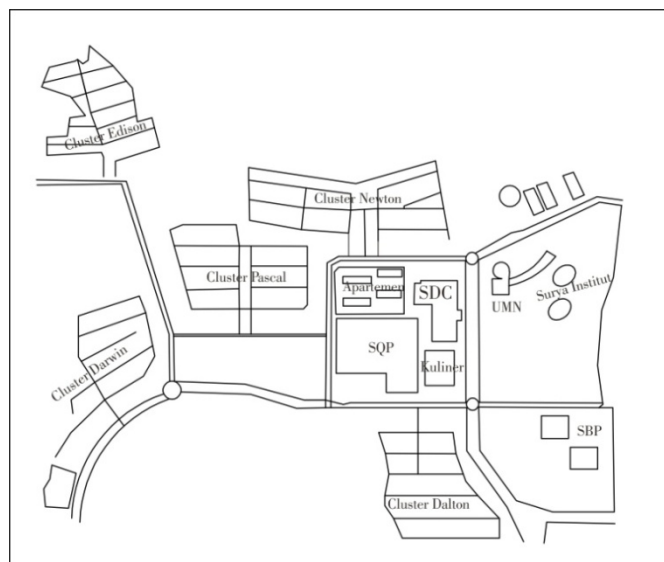 Cluster Edison
Cluster Newton
Cluster Pascal
Apartemen
SDC
UMN
Surya Institut
SQP
Kuliner
Cluster Darwin
SBP
Cluster Dalton